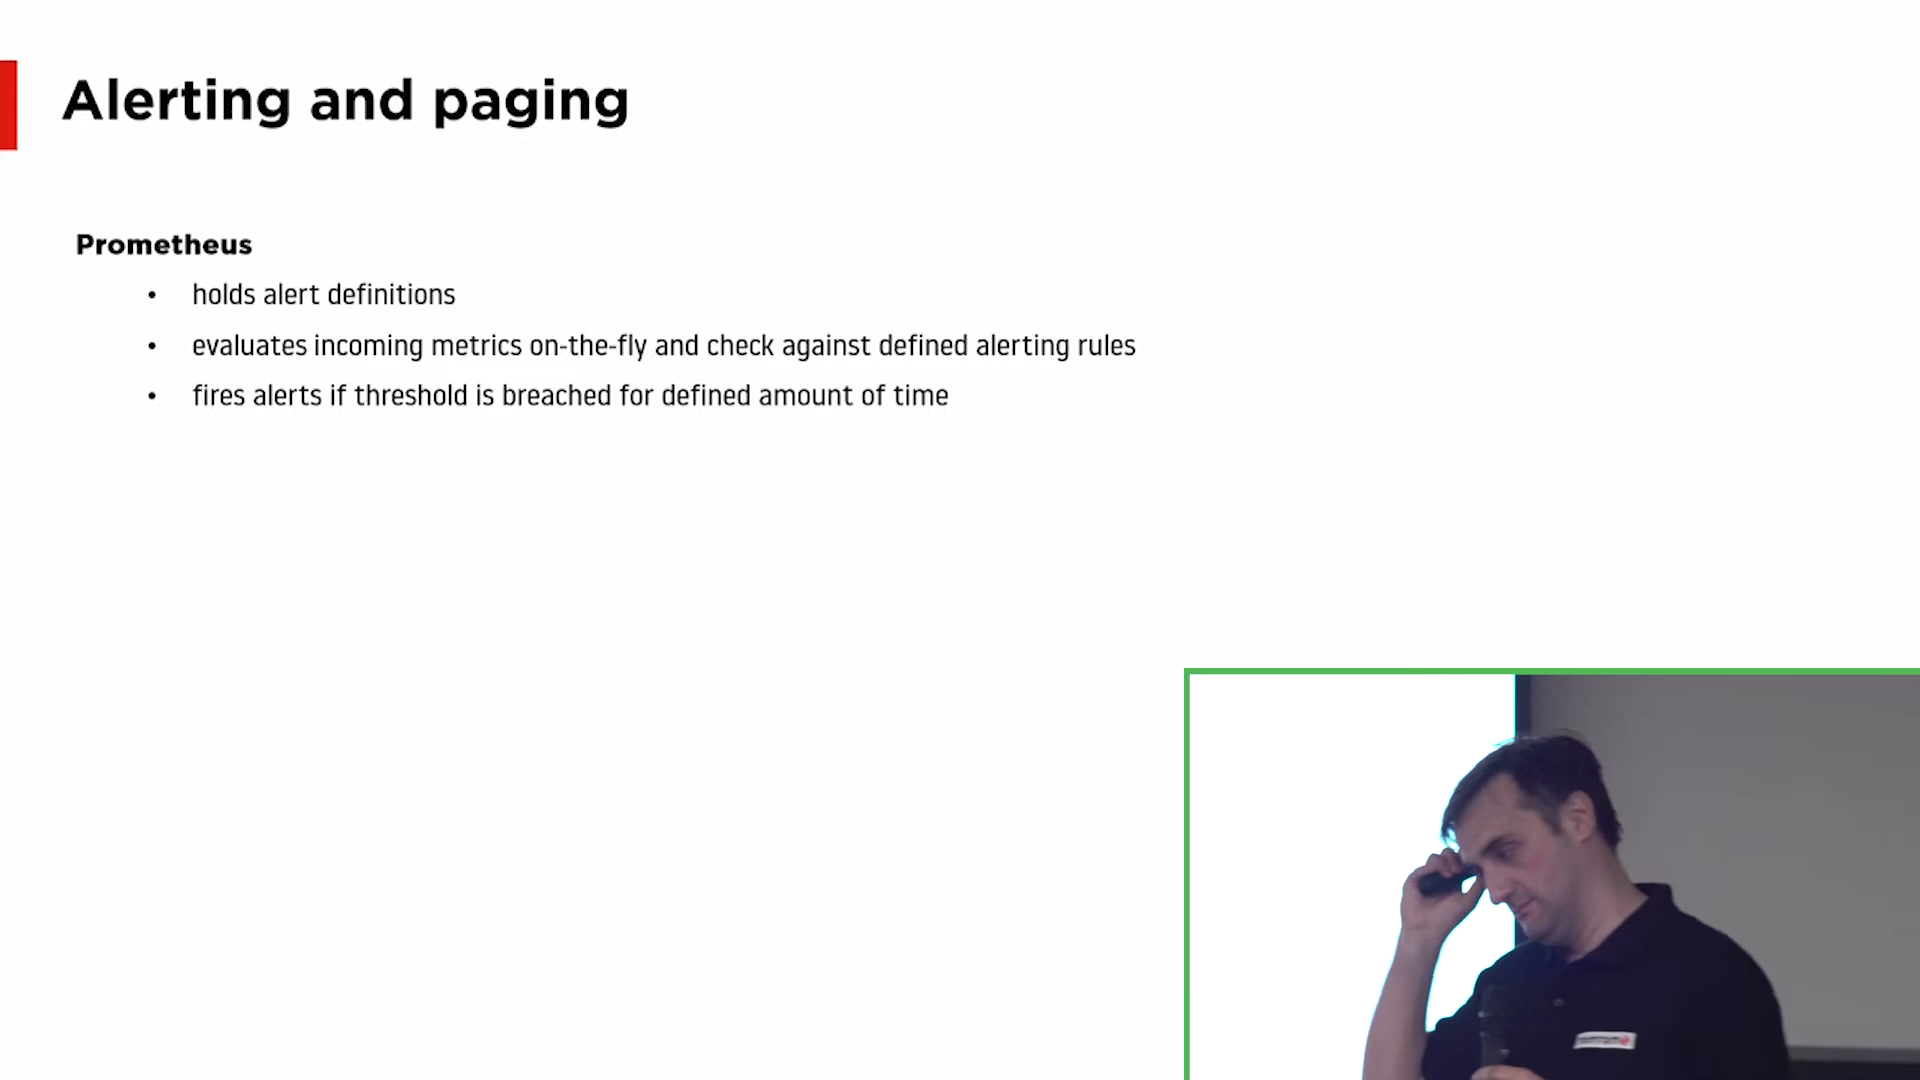 Alerting and paging
Prometheus
• holds alert definitions
• evaluates incoming metrics on-the-fly and check against defined alerting rules
• fires alerts if threshold is breached for defined amount of time